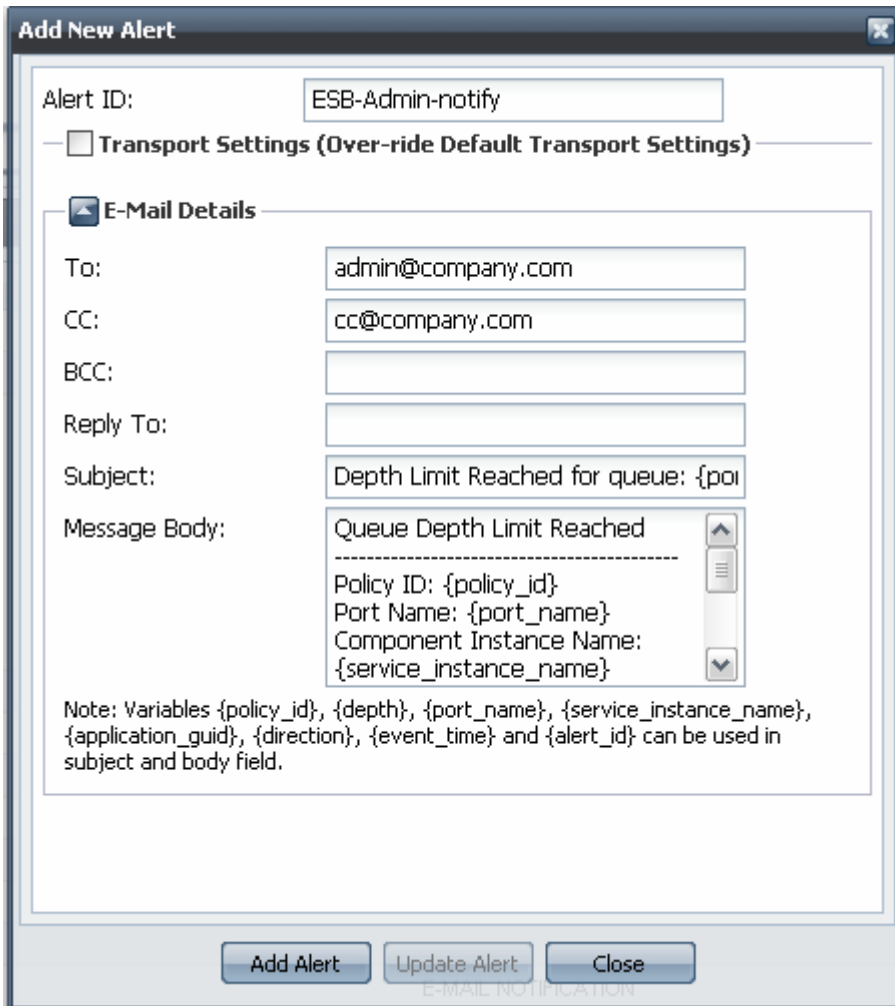 Add New Alert
Alert ID: ESB-Admin-notify
Transport Settings (Over-ride Default Transport Settings)
E-Mail Details
To: admin@company.com
CC: cc@company.com
BCC:
Reply To:
Subject: Depth Limit Reached for queue: {por
Message Body: Queue Depth Limit Reached
-------------------------------------------
Policy ID: {policy_id}
Port Name: {port_name}
Component Instance Name:
{service_instance_name}
Note: Variables {policy_id}, {depth}, {port_name}, {service_instance_name},
{application_guid}, {direction}, {event_time} and {alert_id} can be used in
subject and body field.
Add Alert Update Alert Close
E-MAIL NOTIFICATION